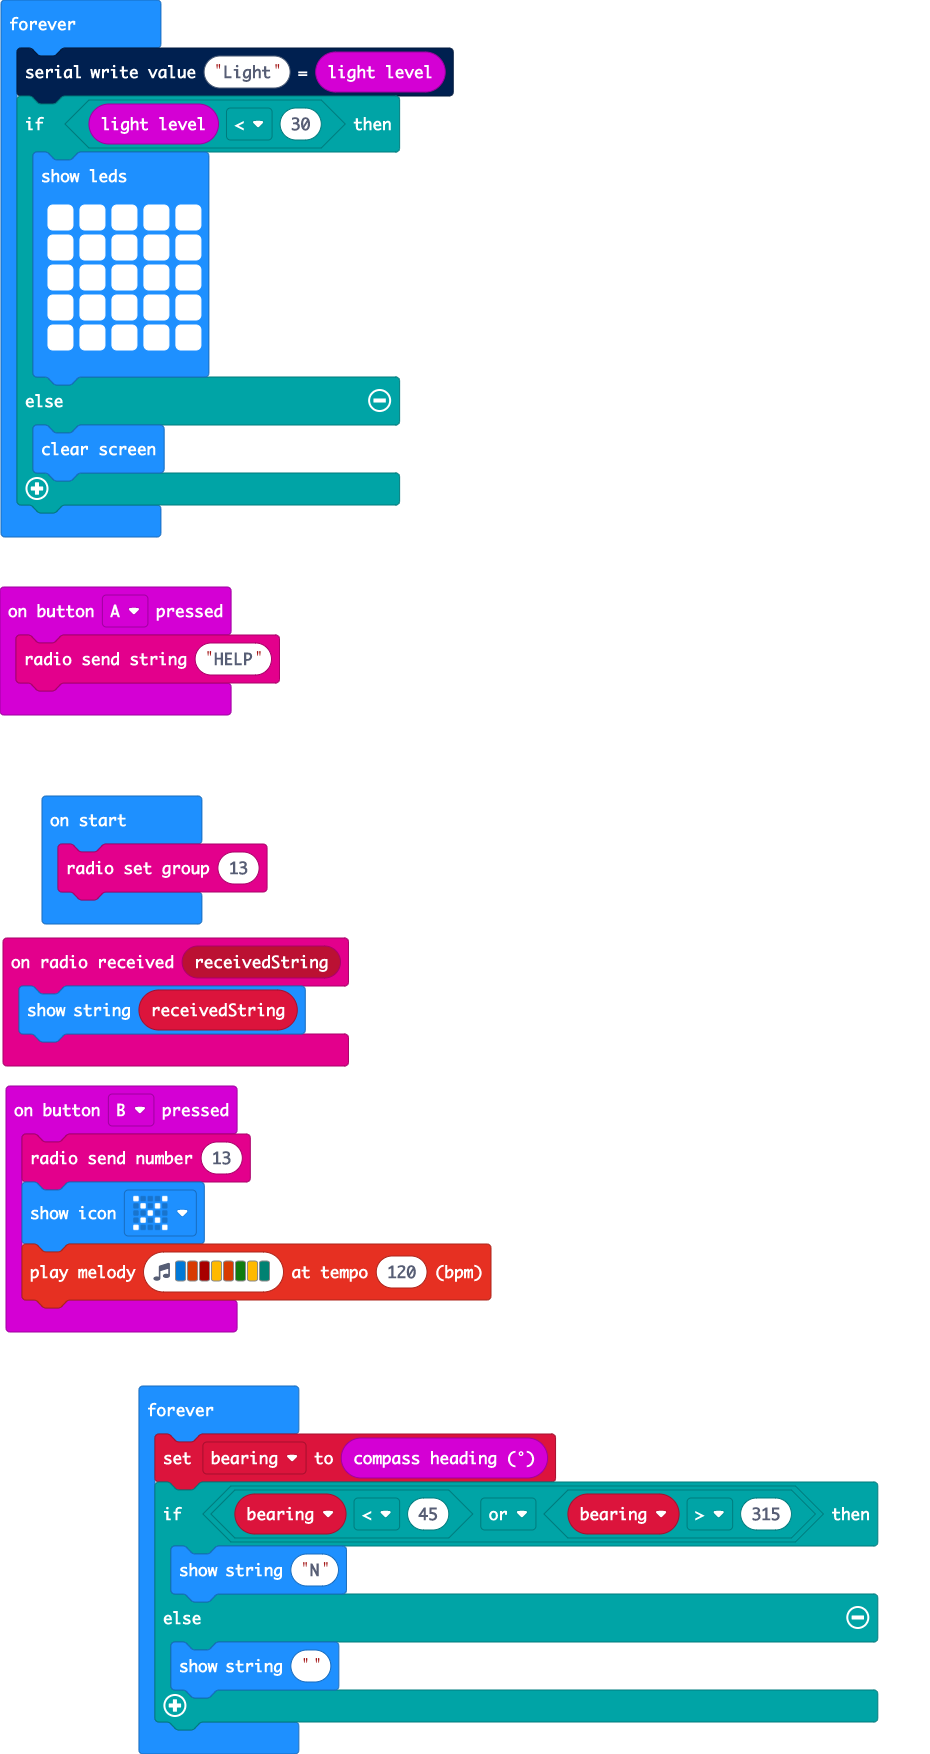 forever
serial write value "Light" = light level
if light level < 30 then
show leds
else
clear screen
on button A pressed
radio send string "HELP"
on start
radio set group 13
on radio received receivedString
show string receivedString
on button B pressed
radio send number 13
show icon
play melody at tempo 120 (bpm)
forever
set bearing to compass heading (°)
if bearing < 45 or bearing > 315 then
show string "N"
else
show string " "